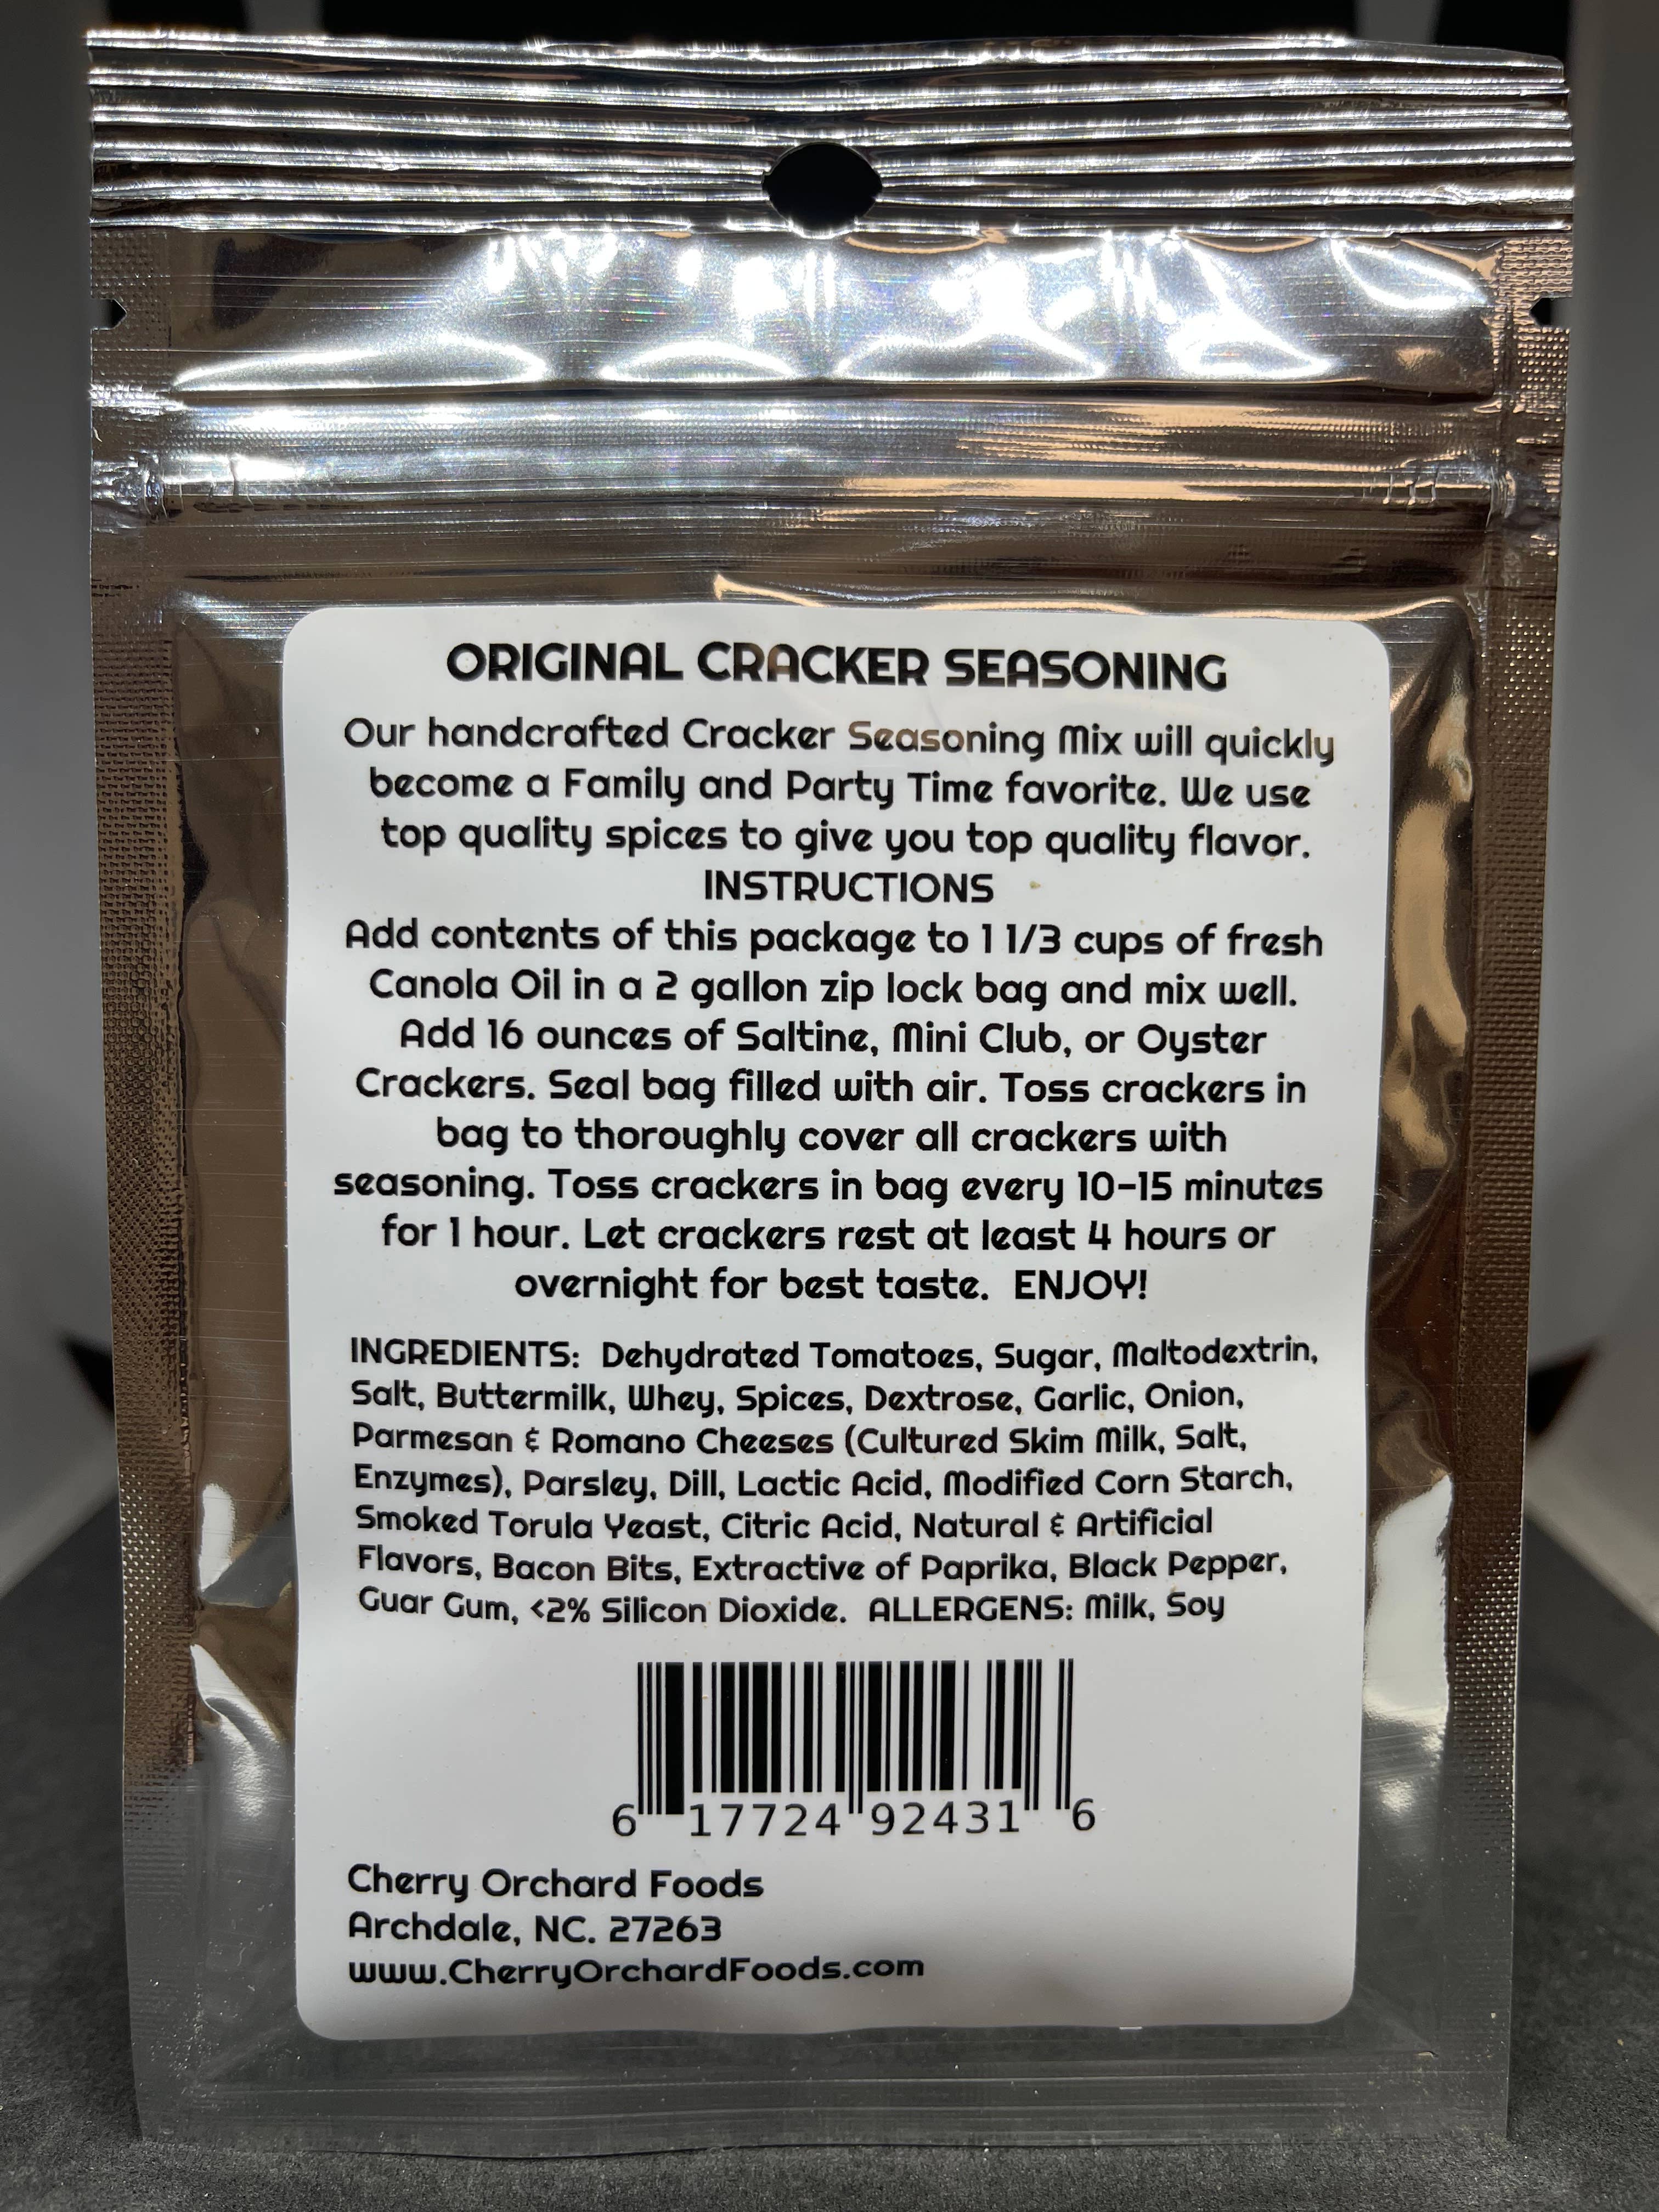 ORIGINAL CRACKER SEASONING
Our handcrafted Cracker Seasoning Mix will quickly
become a Family and Party Time favorite. We use
top quality spices to give you top quality flavor.
INSTRUCTIONS
Add contents of this package to 1 1/3 cups of fresh
Canola Oil in a 2 gallon zip lock bag and mix well.
Add 16 ounces of Saltine, Mini Club, or Oyster
Crackers. Seal bag filled with air. Toss crackers in
bag to thoroughly cover all crackers with
seasoning. Toss crackers in bag every 10-15 minutes
for 1 hour. Let crackers rest at least 4 hours or
overnight for best taste. ENJOY!
INGREDIENTS: Dehydrated Tomatoes, Sugar, Maltodextrin,
Salt, Buttermilk, Whey, Spices, Dextrose, Garlic, Onion,
Parmesan & Romano Cheeses (Cultured Skim Milk, Salt,
Enzymes), Parsley, Dill, Lactic Acid, Modified Corn Starch,
Smoked Torula Yeast, Citric Acid, Natural & Artificial
Flavors, Bacon Bits, Extractive of Paprika, Black Pepper,
Guar Gum, <2% Silicon Dioxide. ALLERGENS: Milk, Soy
6 17724 92431 6
Cherry Orchard Foods
Archdale, NC. 27263
www.CherryOrchardFoods.com